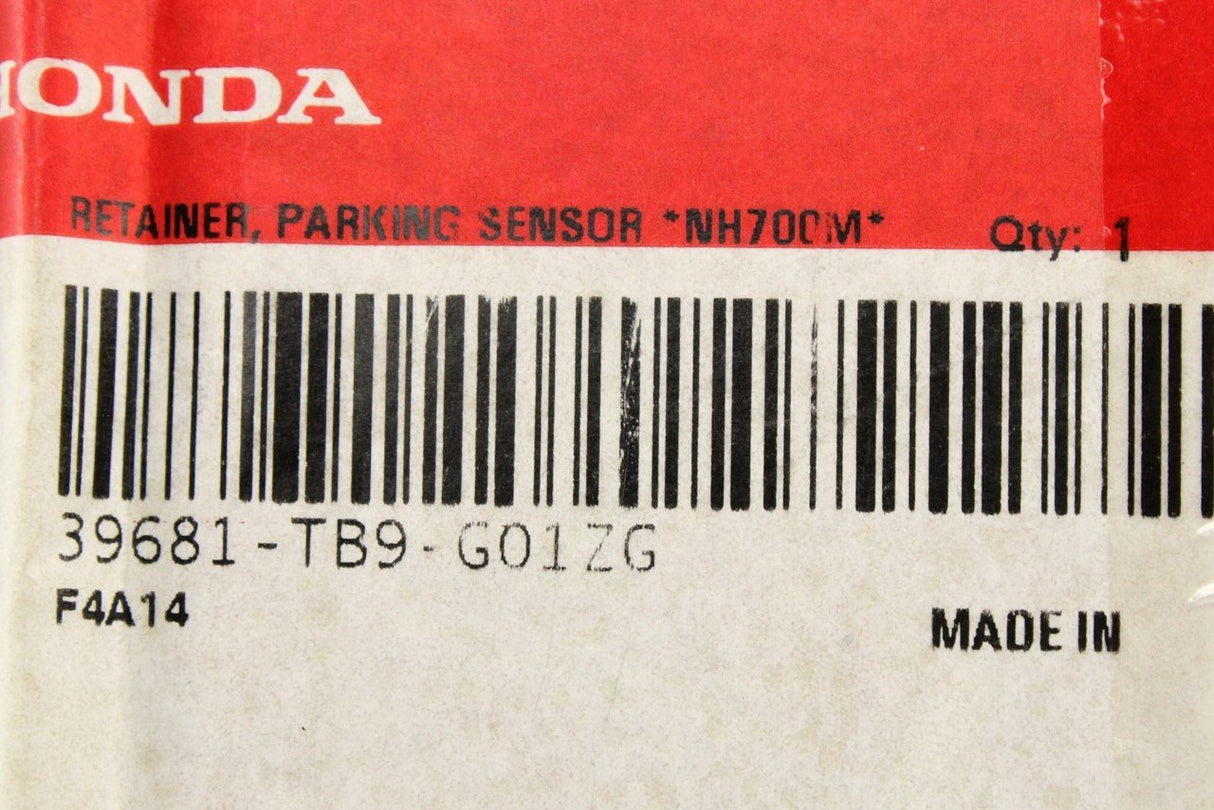 HONDA
RETAINER, PARKING SENSOR *NH700M* Qty: 1
39681-TB9-G01ZG
F4A14
MADE IN